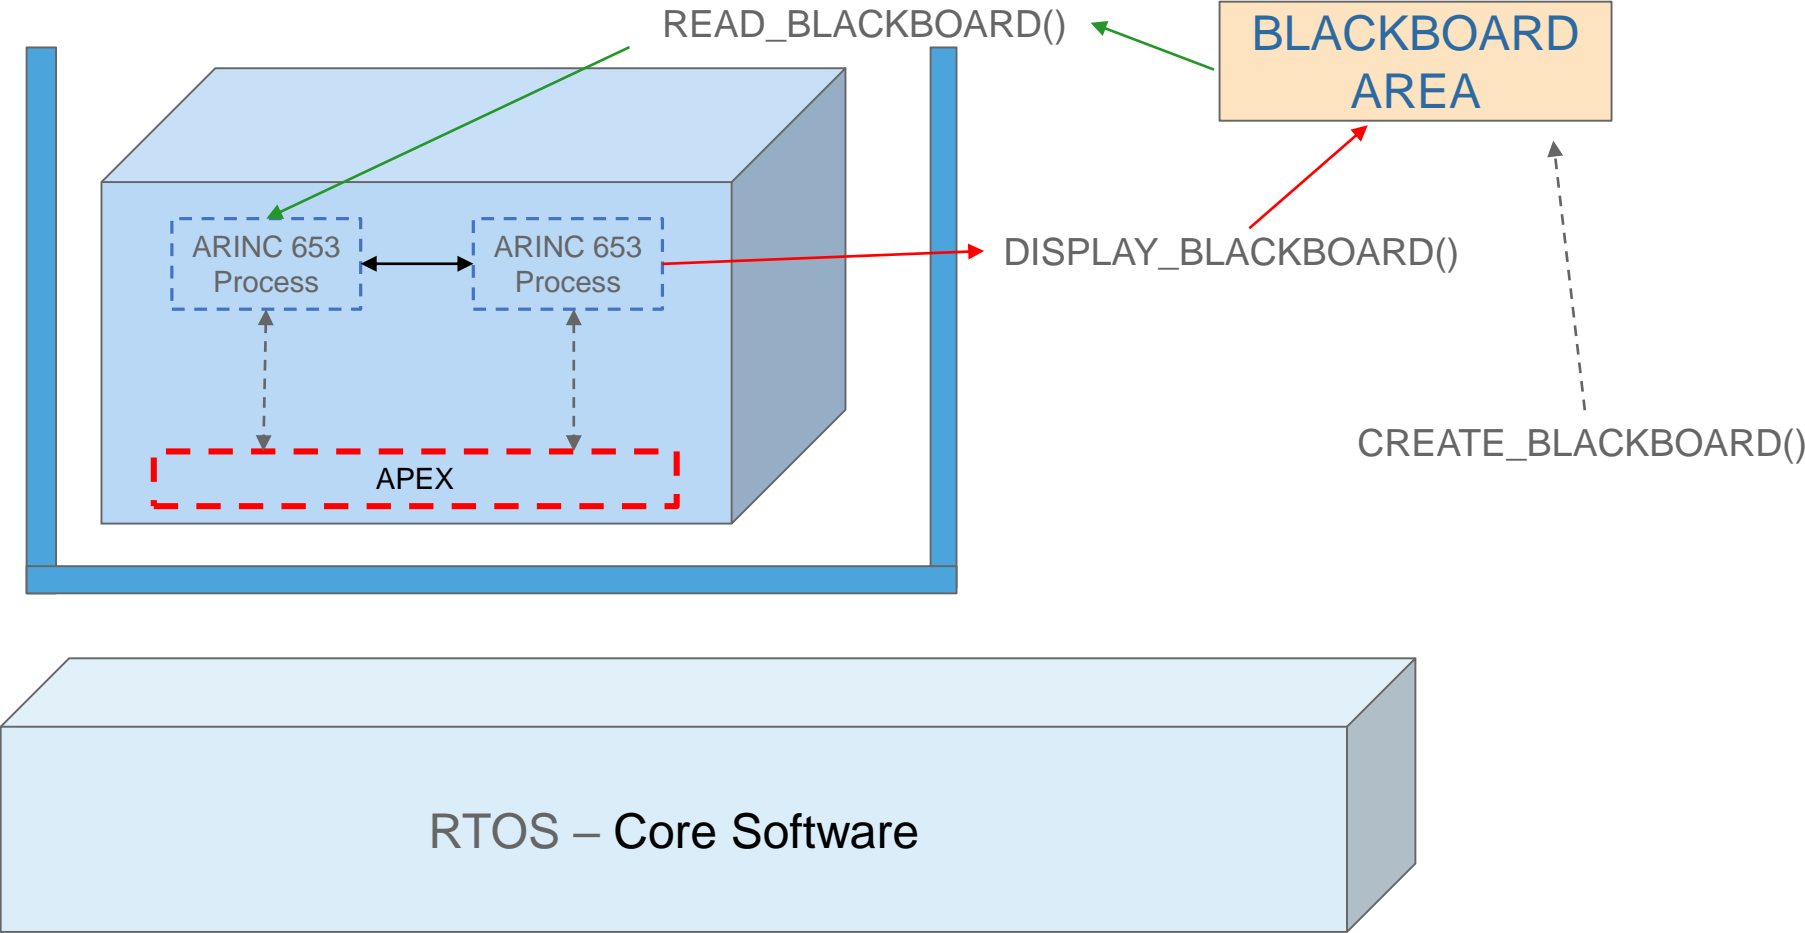 READ_BLACKBOARD()
BLACKBOARD
AREA
ARINC 653
Process
ARINC 653
Process
DISPLAY_BLACKBOARD()
CREATE_BLACKBOARD()
APEX
RTOS – Core Software